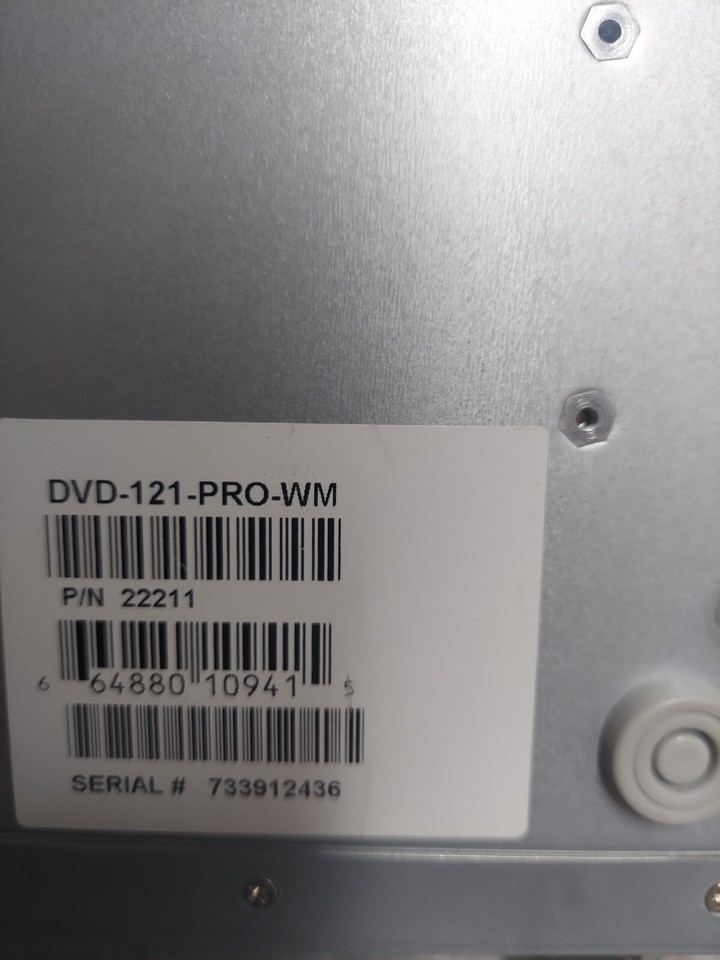 DVD-121-PRO-WM
P/N 22211
6 64880 10941 5
SERIAL # 733912436